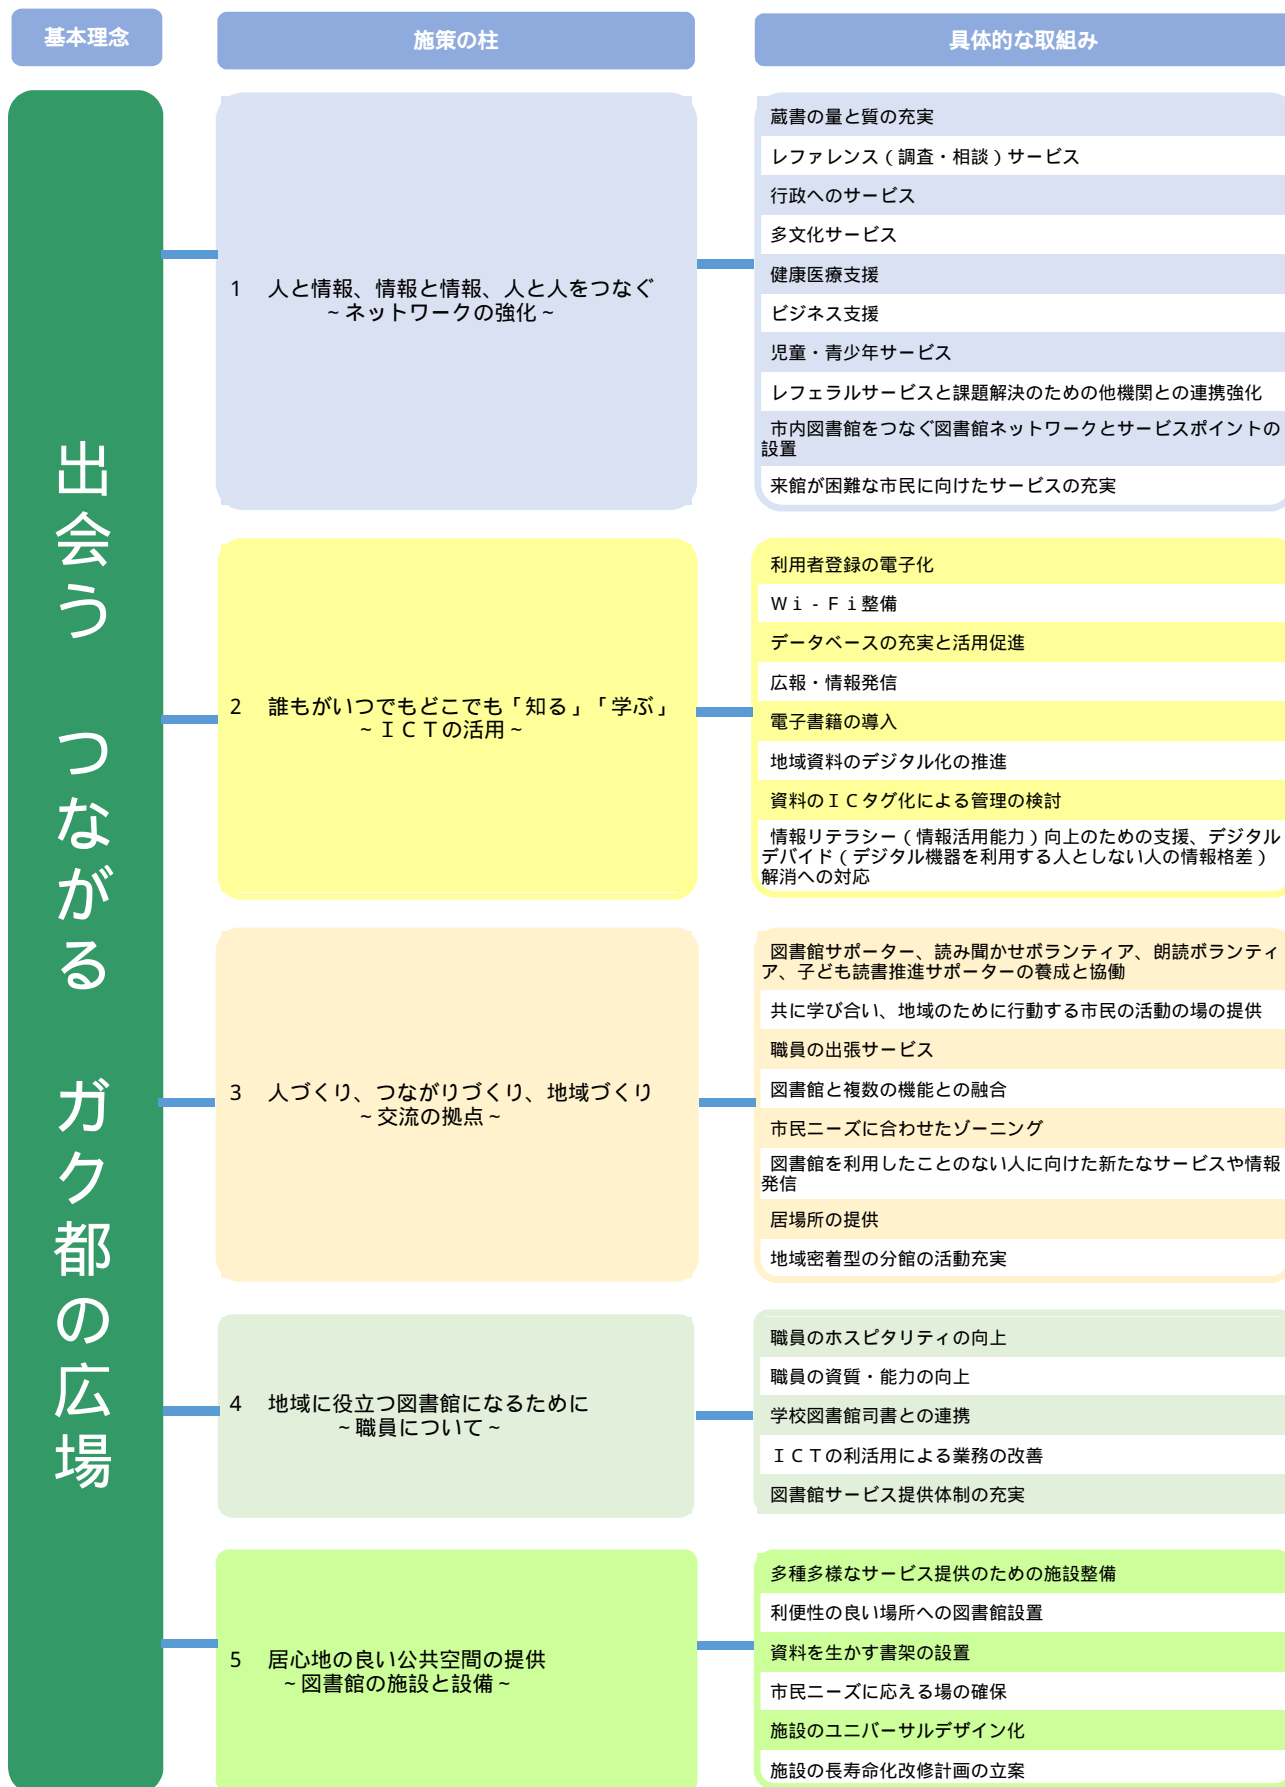 基本理念
施策の柱
具体的な取組み
出会う つながる ガク都の広場
1 人と情報、情報と情報、人と人をつなぐ
～ネットワークの強化～
蔵書の量と質の充実
レファレンス（調査・相談）サービス
行政へのサービス
多文化サービス
健康医療支援
ビジネス支援
児童・青少年サービス
レフェラルサービスと課題解決のための他機関との連携強化
市内図書館をつなぐ図書館ネットワークとサービスポイントの
設置
来館が困難な市民に向けたサービスの充実
2 誰もがいつでもどこでも「知る」「学ぶ」
～ＩＣＴの活用～
利用者登録の電子化
Ｗｉ‐Ｆｉ整備
データベースの充実と活用促進
広報・情報発信
電子書籍の導入
地域資料のデジタル化の推進
資料のＩＣタグ化による管理の検討
情報リテラシー（情報活用能力）向上のための支援、デジタル
デバイド（デジタル機器を利用する人としない人の情報格差）
解消への対応
3 人づくり、つながりづくり、地域づくり
～交流の拠点～
図書館サポーター、読み聞かせボランティア、朗読ボランティ
ア、子ども読書推進サポーターの養成と協働
共に学び合い、地域のために行動する市民の活動の場の提供
職員の出張サービス
図書館と複数の機能との融合
市民ニーズに合わせたゾーニング
図書館を利用したことのない人に向けた新たなサービスや情報
発信
居場所の提供
地域密着型の分館の活動充実
4 地域に役立つ図書館になるために
～職員について～
職員のホスピタリティの向上
職員の資質・能力の向上
学校図書館司書との連携
ＩＣＴの利活用による業務の改善
図書館サービス提供体制の充実
5 居心地の良い公共空間の提供
～図書館の施設と設備～
多種多様なサービス提供のための施設整備
利便性の良い場所への図書館設置
資料を生かす書架の設置
市民ニーズに応える場の確保
施設のユニバーサルデザイン化
施設の長寿命化改修計画の立案